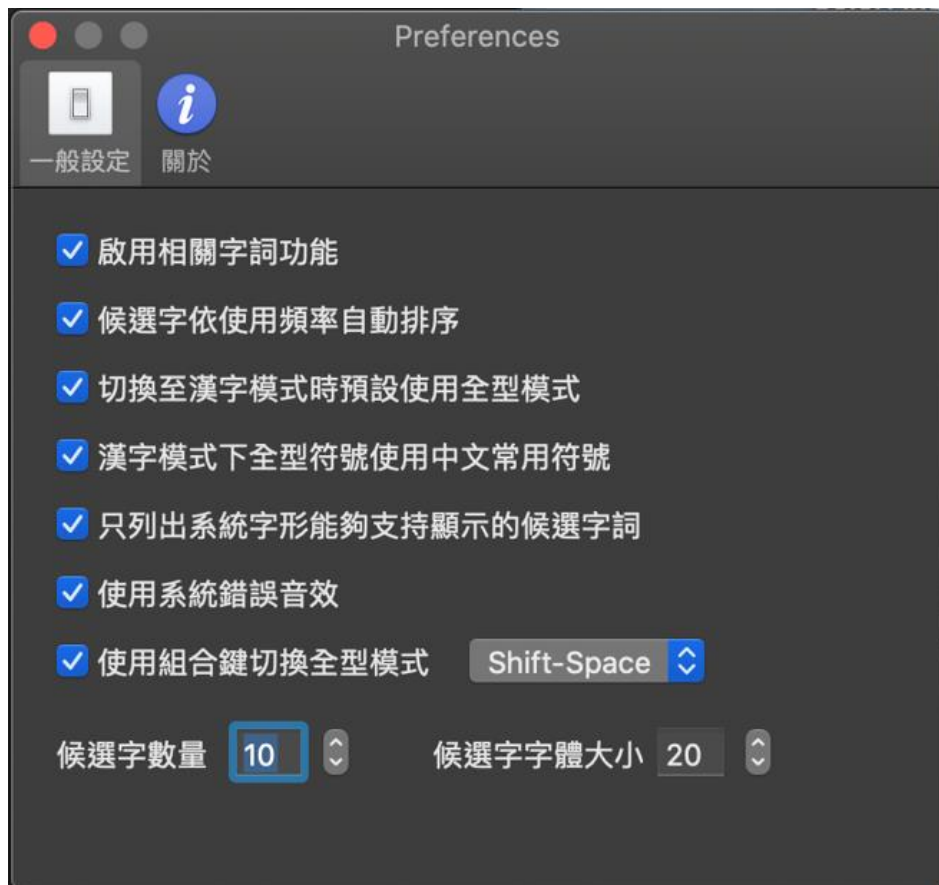 Preferences
一般設定 關於
啟用相關字詞功能
候選字依使用頻率自動排序
切換至漢字模式時預設使用全型模式
漢字模式下全型符號使用中文常用符號
只列出系統字形能夠支持顯示的候選字詞
使用系統錯誤音效
使用組合鍵切換全型模式 Shift-Space
候選字數量 10 候選字字體大小 20